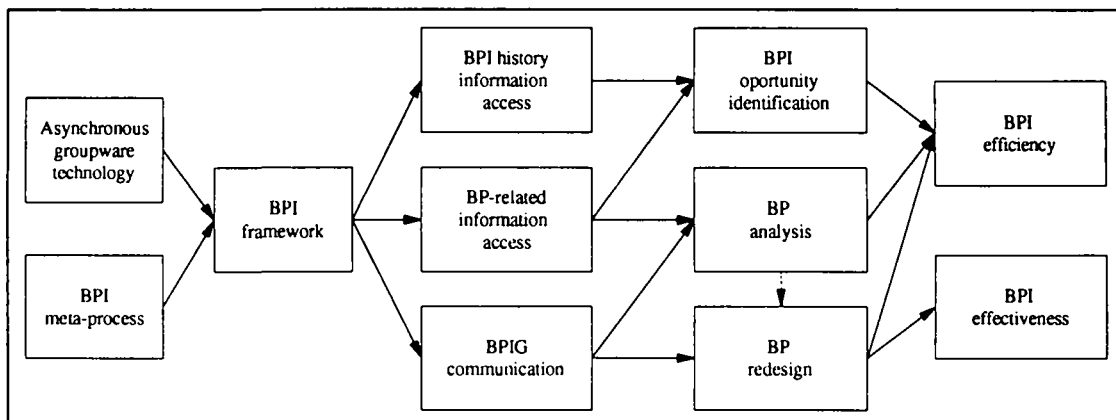 Asynchronous
groupware
technology
BPI
meta-process
BPI
framework
BPI history
information
access
BP-related
information
access
BPIG
communication
BPI
oportunity
identification
BP
analysis
BP
redesign
BPI
efficiency
BPI
effectiveness